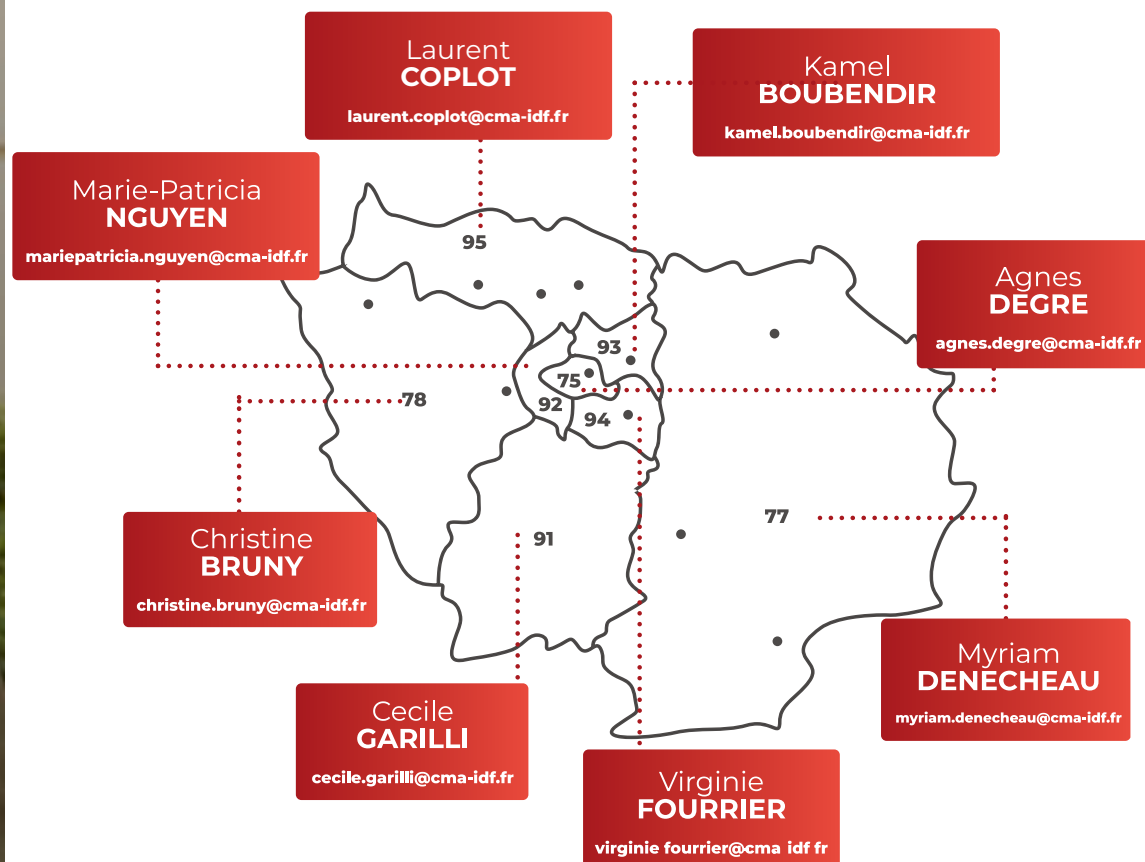 Laurent
COPLOT
laurent.coplot@cma-idf.fr
Kamel
BOUBENDIR
kamel.boubendir@cma-idf.fr
Marie-Patricia
NGUYEN
mariepatricia.nguyen@cma-idf.fr
Agnes
DEGRE
agnes.degre@cma-idf.fr
95
93
75
92
94
78
77
91
Christine
BRUNY
christine.bruny@cma-idf.fr
Myriam
DENECHEAU
myriam.denecheau@cma-idf.fr
Cecile
GARILLI
cecile.garilli@cma-idf.fr
Virginie
FOURRIER
virginie fourrier@cma idf fr